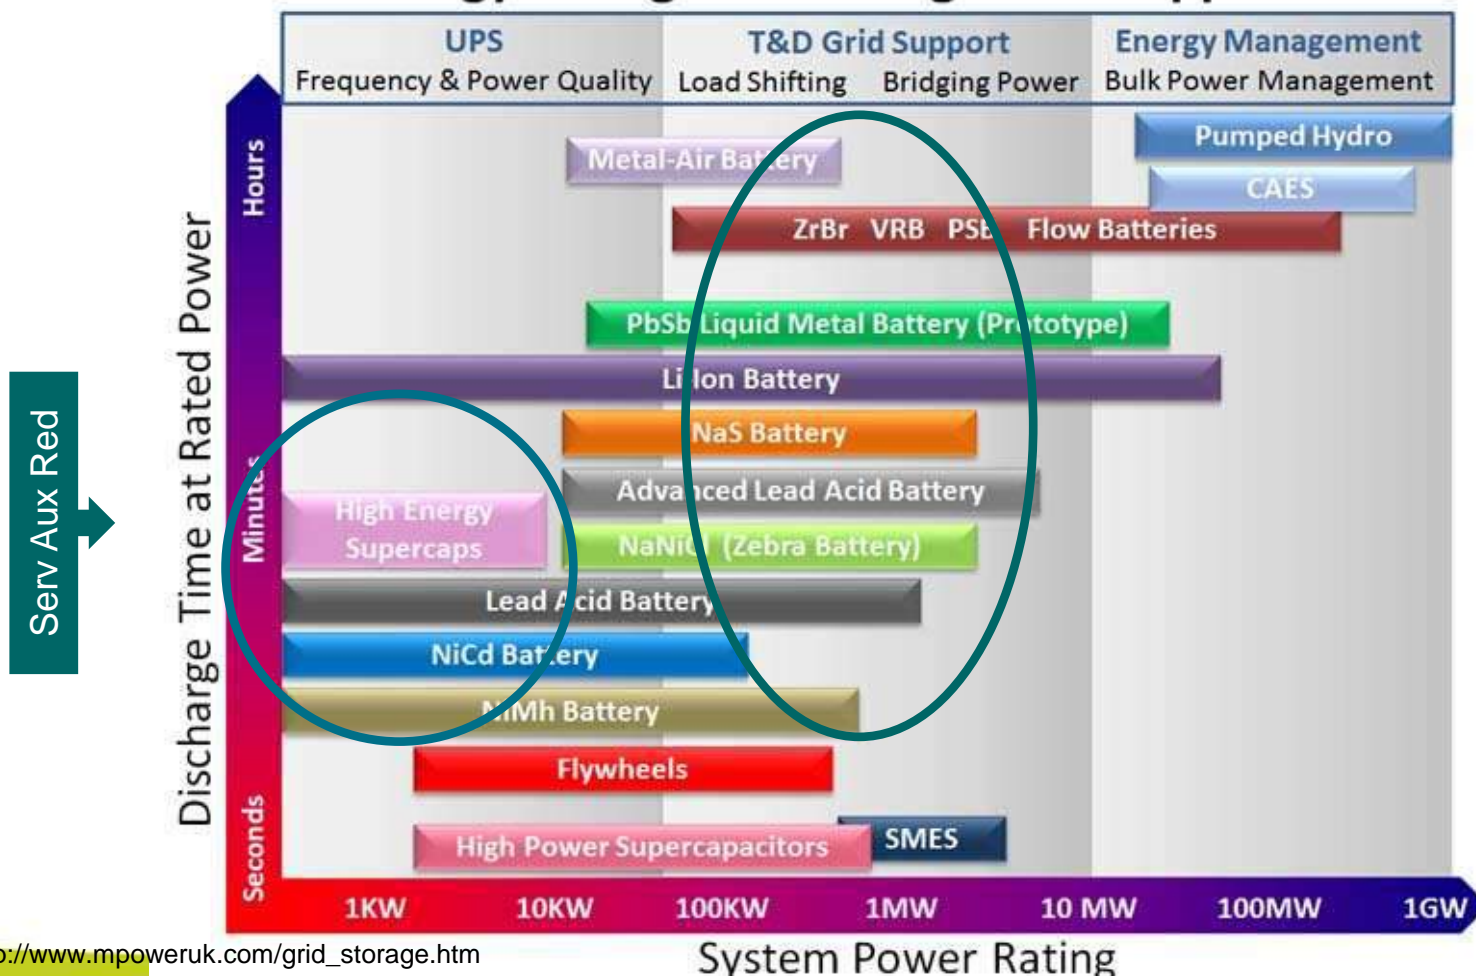 UPS
T&D Grid Support
Energy Management
Frequency & Power Quality
Load Shifting
Bridging Power
Bulk Power Management
Hours
Minutes
Seconds
Discharge Time at Rated Power
Serv Aux Red
Pumped Hydro
Metal-Air Battery
CAES
ZrBr VRB PSB Flow Batteries
PbSb Liquid Metal Battery (Prototype)
Li-Ion Battery
NaS Battery
Advanced Lead Acid Battery
High Energy
Supercaps
NaNiCl (Zebra Battery)
Lead Acid Battery
NiCd Battery
NiMh Battery
Flywheels
High Power Supercapacitors
SMES
1KW
10KW
100KW
1MW
10 MW
100MW
1GW
System Power Rating
://www.mpoweruk.com/grid_storage.htm